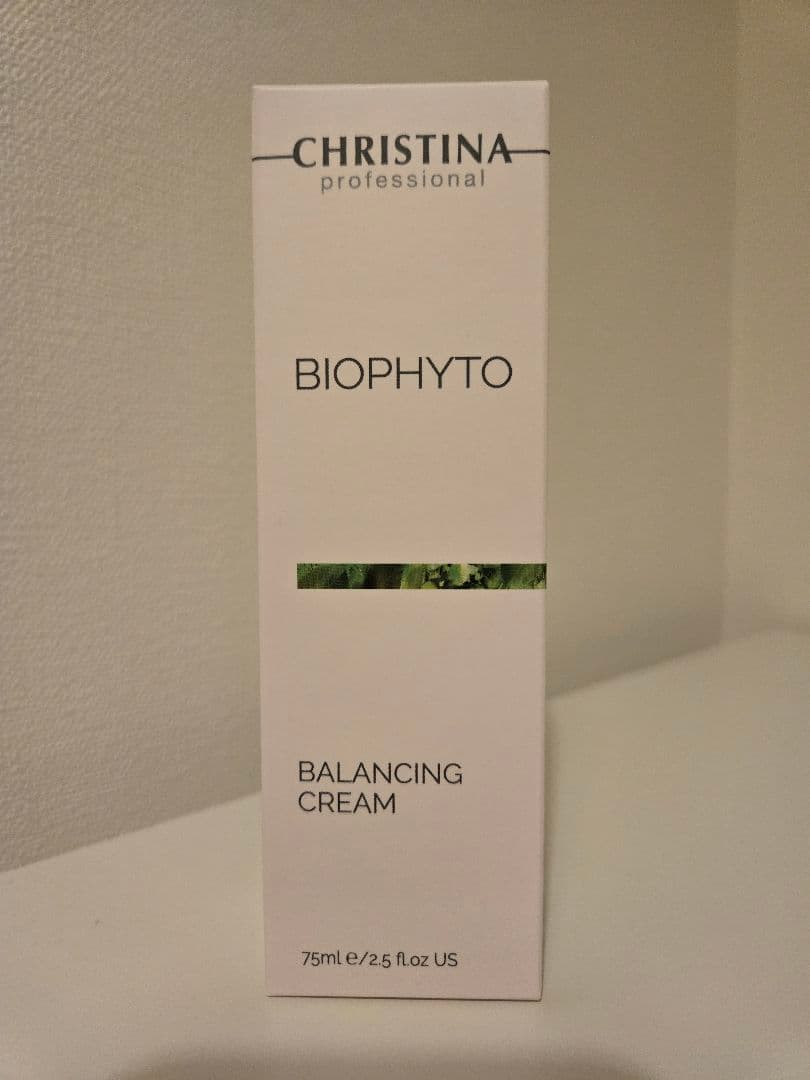 CHRISTINA
professional
BIOPHYTO
BALANCING
CREAM
75ml ℮/2.5 fl.oz US